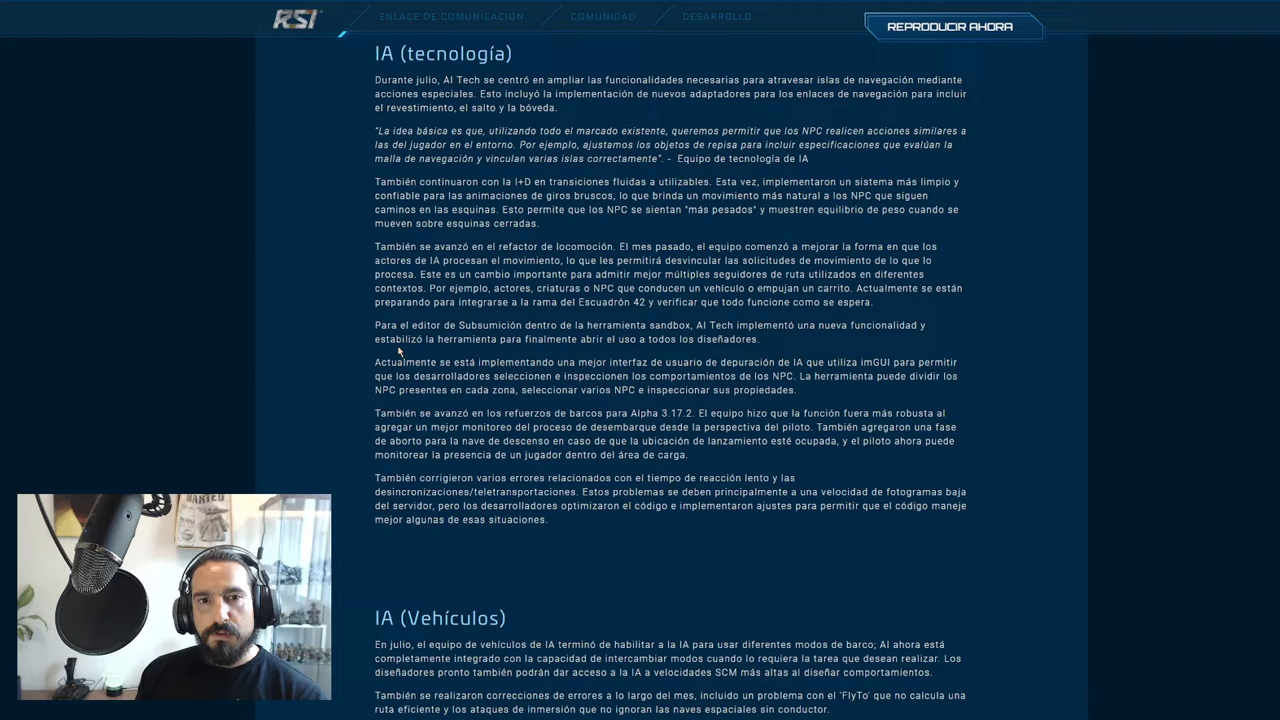 RSI
ENLACE DE COMUNICACIÓN
COMUNIDAD
DESARROLLO
REPRODUCIR AHORA
IA (tecnología)
Durante julio, AI Tech se centró en ampliar las funcionalidades necesarias para atravesar islas de navegación mediante
acciones especiales. Esto incluyó la implementación de nuevos adaptadores para los enlaces de navegación para incluir
el revestimiento, el salto y la bóveda.
"La idea básica es que, utilizando todo el marcado existente, queremos permitir que los NPC realicen acciones similares a
las del jugador en el entorno. Por ejemplo, ajustamos los objetos de repisa para incluir especificaciones que evalúan la
malla de navegación y vinculan varias islas correctamente". - Equipo de tecnología de IA
También continuaron con la I+D en transiciones fluidas a utilizables. Esta vez, implementaron un sistema más limpio y
confiable para las animaciones de giros bruscos, lo que brinda un movimiento más natural a los NPC que siguen
caminos en las esquinas. Esto permite que los NPC se sientan "más pesados" y muestren equilibrio de peso cuando se
mueven sobre esquinas cerradas.
También se avanzó en el refactor de locomoción. El mes pasado, el equipo comenzó a mejorar la forma en que los
actores de IA procesan el movimiento, lo que les permitirá desvincular las solicitudes de movimiento de lo que lo
procesa. Este es un cambio importante para admitir mejor múltiples seguidores de ruta utilizados en diferentes
contextos. Por ejemplo, actores, criaturas o NPC que conducen un vehículo o empujan un carrito. Actualmente se están
preparando para integrarse a la rama del Escuadrón 42 y verificar que todo funcione como se espera.
Para el editor de Subsumición dentro de la herramienta sandbox, AI Tech implementó una nueva funcionalidad y
estabilizó la herramienta para finalmente abrir el uso a todos los diseñadores.
Actualmente se está implementando una mejor interfaz de usuario de depuración de IA que utiliza imGUI para permitir
que los desarrolladores seleccionen e inspeccionen los comportamientos de los NPC. La herramienta puede dividir los
NPC presentes en cada zona, seleccionar varios NPC e inspeccionar sus propiedades.
También se avanzó en los refuerzos de barcos para Alpha 3.17.2. El equipo hizo que la función fuera más robusta al
agregar un mejor monitoreo del proceso de desembarque desde la perspectiva del piloto. También agregaron una fase
de aborto para la nave de descenso en caso de que la ubicación de lanzamiento esté ocupada, y el piloto ahora puede
monitorear la presencia de un jugador dentro del área de carga.
También corrigieron varios errores relacionados con el tiempo de reacción lento y las
desincronizaciones/teletransportaciones. Estos problemas se deben principalmente a una velocidad de fotogramas baja
del servidor, pero los desarrolladores optimizaron el código e implementaron ajustes para permitir que el código maneje
mejor algunas de esas situaciones.
WANTED
IA (Vehículos)
En julio, el equipo de vehículos de IA terminó de habilitar a la IA para usar diferentes modos de barco; AI ahora está
completamente integrado con la capacidad de intercambiar modos cuando lo requiera la tarea que desean realizar. Los
diseñadores pronto también podrán dar acceso a la IA a velocidades SCM más altas al diseñar comportamientos.
También se realizaron correcciones de errores a lo largo del mes, incluido un problema con el 'FlyTo' que no calcula una
ruta eficiente y los ataques de inmersión que no ignoran las naves espaciales sin conductor.